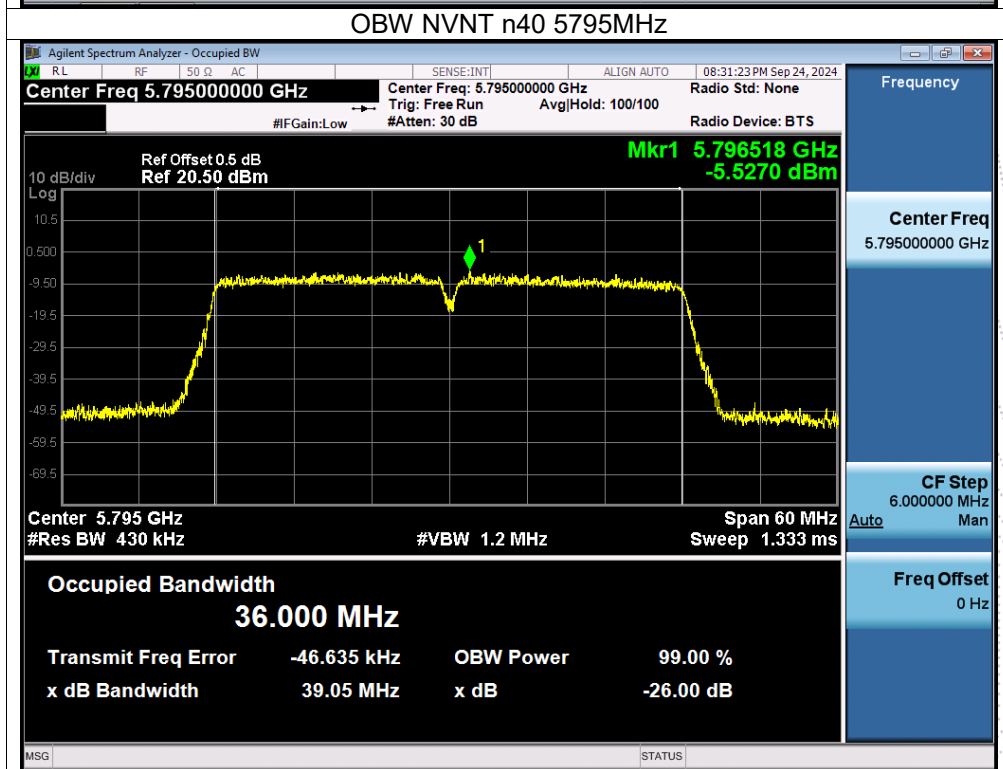 OBW NVNT n40 5795MHz
Agilent Spectrum Analyzer - Occupied BW
LXI RL RF 50 Ω AC SENSE:INT ALIGN AUTO 08:31:23 PM Sep 24, 2024
Center Freq 5.795000000 GHz
#IFGain:Low
Center Freq: 5.795000000 GHz
Trig: Free Run Avg|Hold: 100/100
#Atten: 30 dB
Radio Std: None
Radio Device: BTS
Ref Offset 0.5 dB
10 dB/div Ref 20.50 dBm
Log
Mkr1 5.796518 GHz
-5.5270 dBm
10.5
0.500
-9.50
-19.5
-29.5
-39.5
-49.5
-59.5
-69.5
1
Center 5.795 GHz Span 60 MHz
#Res BW 430 kHz #VBW 1.2 MHz Sweep 1.333 ms
Occupied Bandwidth
36.000 MHz
Transmit Freq Error -46.635 kHz OBW Power 99.00 %
x dB Bandwidth 39.05 MHz x dB -26.00 dB
MSG STATUS
Frequency
Center Freq
5.795000000 GHz
CF Step
6.000000 MHz
Auto Man
Freq Offset
0 Hz